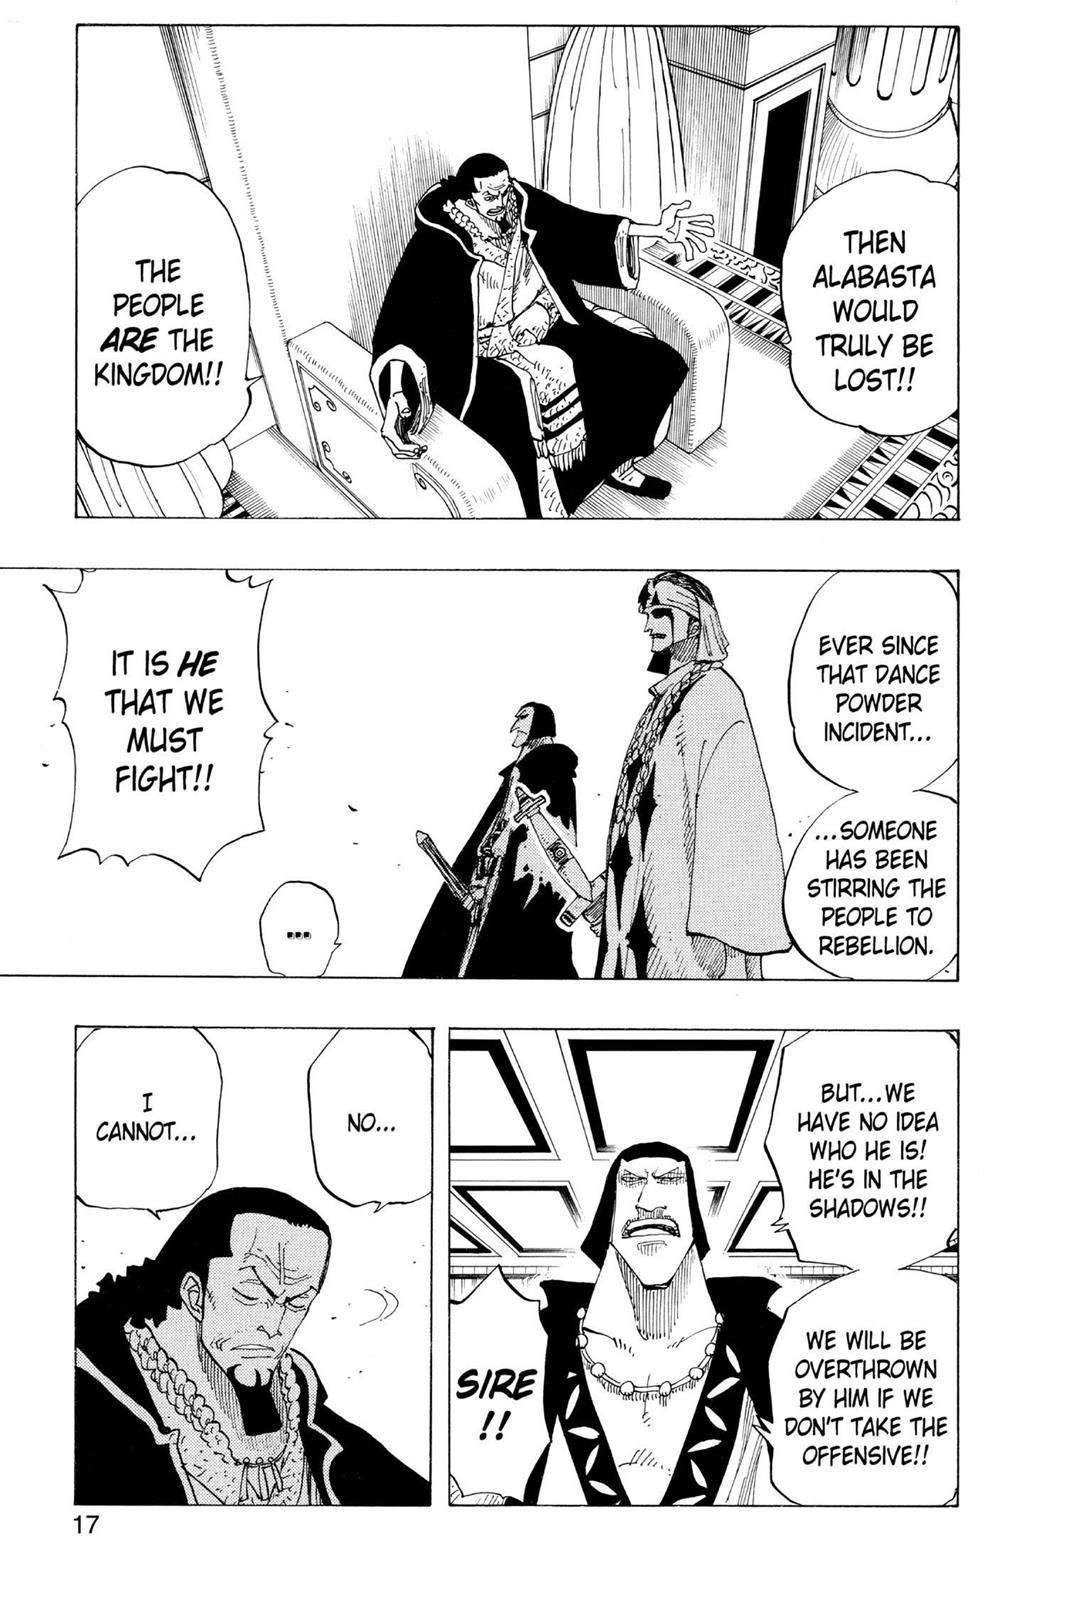 THEN
ALABASTA
WOULD
TRULY BE
LOST!!
THE
PEOPLE
ARE THE
KINGDOM!!
EVER SINCE
THAT DANCE
POWDER
INCIDENT...
...SOMEONE
HAS BEEN
STIRRING THE
PEOPLE TO
REBELLION.
IT IS HE
THAT WE
MUST
FIGHT!!
...
BUT...WE
HAVE NO IDEA
WHO HE IS!
HE'S IN THE
SHADOWS!!
WE WILL BE
OVERTHROWN
BY HIM IF WE
DON'T TAKE THE
OFFENSIVE!!
SIRE
!!
NO...
I
CANNOT...
17